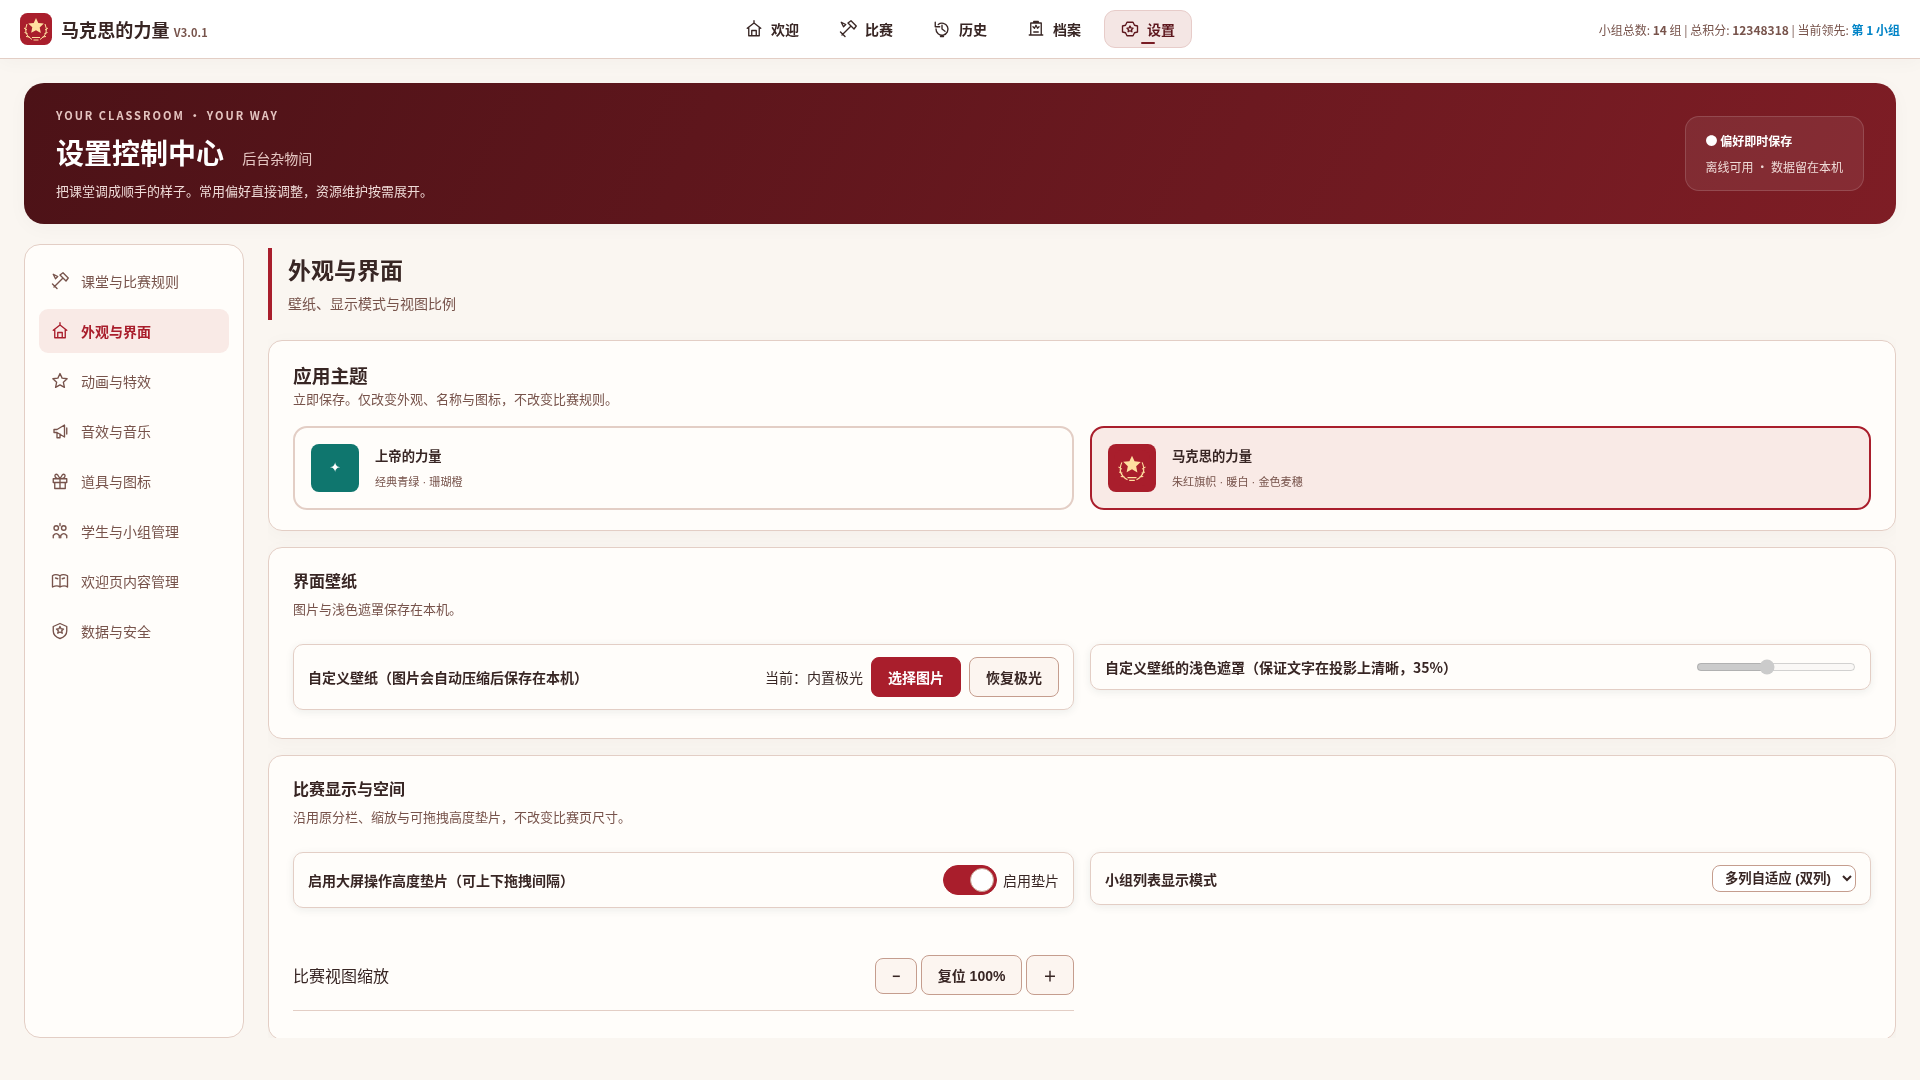 马克思的力量 V3.0.1
欢迎
比赛
历史
档案
设置
小组总数: 14 组 | 总积分: 12348318 | 当前领先: 第 1 小组
YOUR CLASSROOM • YOUR WAY
设置控制中心 后台杂物间
把课堂调成顺手的样子。常用偏好直接调整，资源维护按需展开。
偏好即时保存
离线可用 • 数据留在本机
课堂与比赛规则
外观与界面
动画与特效
音效与音乐
道具与图标
学生与小组管理
欢迎页内容管理
数据与安全
外观与界面
壁纸、显示模式与视图比例
应用主题
立即保存。仅改变外观、名称与图标，不改变比赛规则。
上帝的力量
经典青绿 · 珊瑚橙
马克思的力量
朱红旗帜 · 暖白 · 金色麦穗
界面壁纸
图片与浅色遮罩保存在本机。
自定义壁纸（图片会自动压缩后保存在本机）
当前：内置极光
选择图片
恢复极光
自定义壁纸的浅色遮罩（保证文字在投影上清晰，35%）
比赛显示与空间
沿用原分栏、缩放与可拖拽高度垫片，不改变比赛页尺寸。
启用大屏操作高度垫片（可上下拖拽间隔）
启用垫片
小组列表显示模式
多列自适应 (双列)
比赛视图缩放
−
复位 100%
+